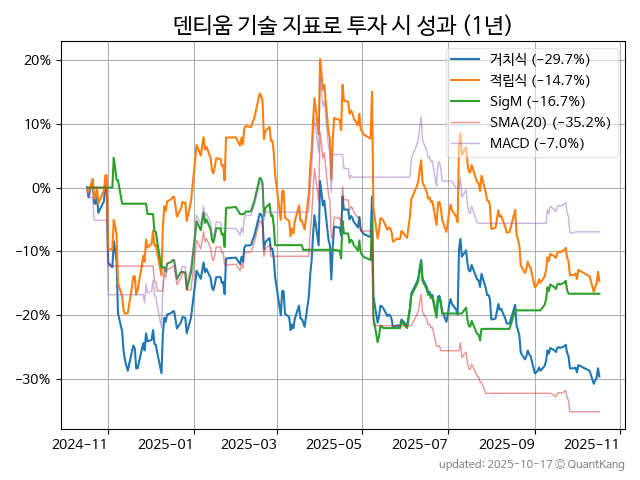 덴티움 기술 지표로 투자 시 성과 (1년)
20%
10%
0%
−10%
−20%
−30%
거치식 (−29.7%)
적립식 (−14.7%)
SigM (−16.7%)
SMA(20) (−35.2%)
MACD (−7.0%)
2024-11
2025-01
2025-03
2025-05
2025-07
2025-09
2025-11
updated: 2025-10-17 © QuantKang